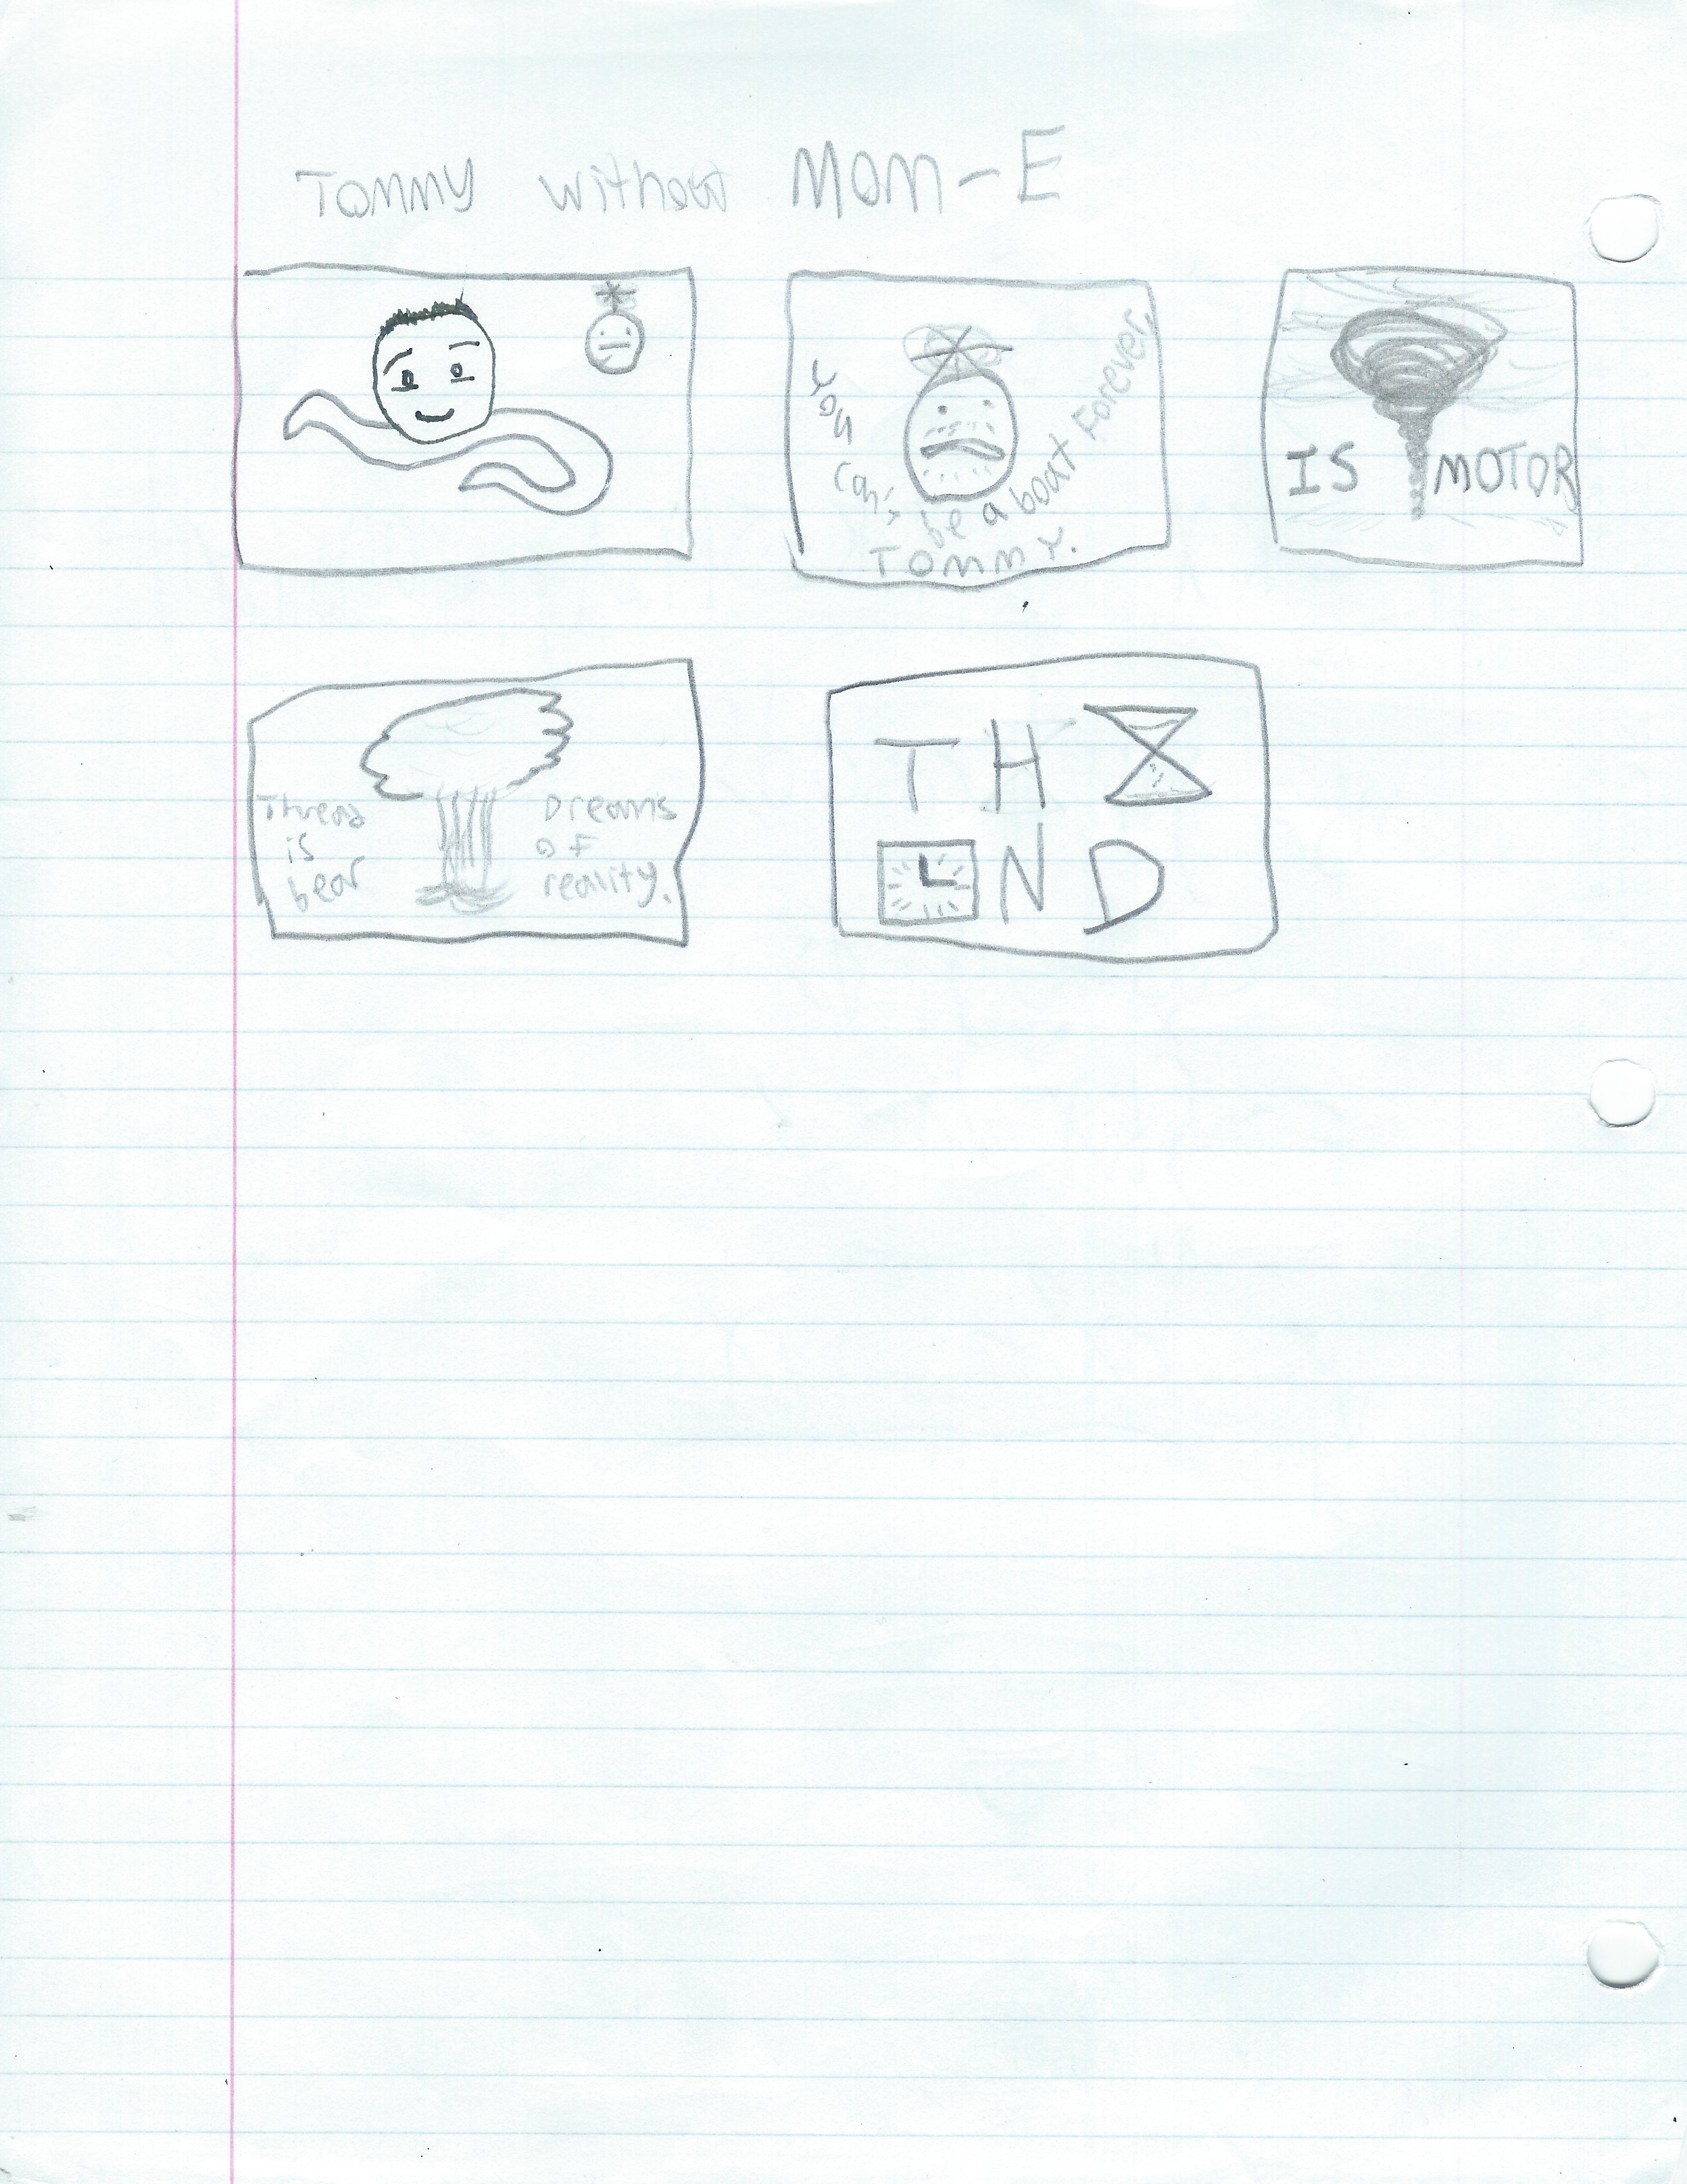 Tommy without Mom-E
You can't be a boat forever,
Tommy.
IS MOTOR
Thread
is
bear
Dreams
of
reality.
TH
ND